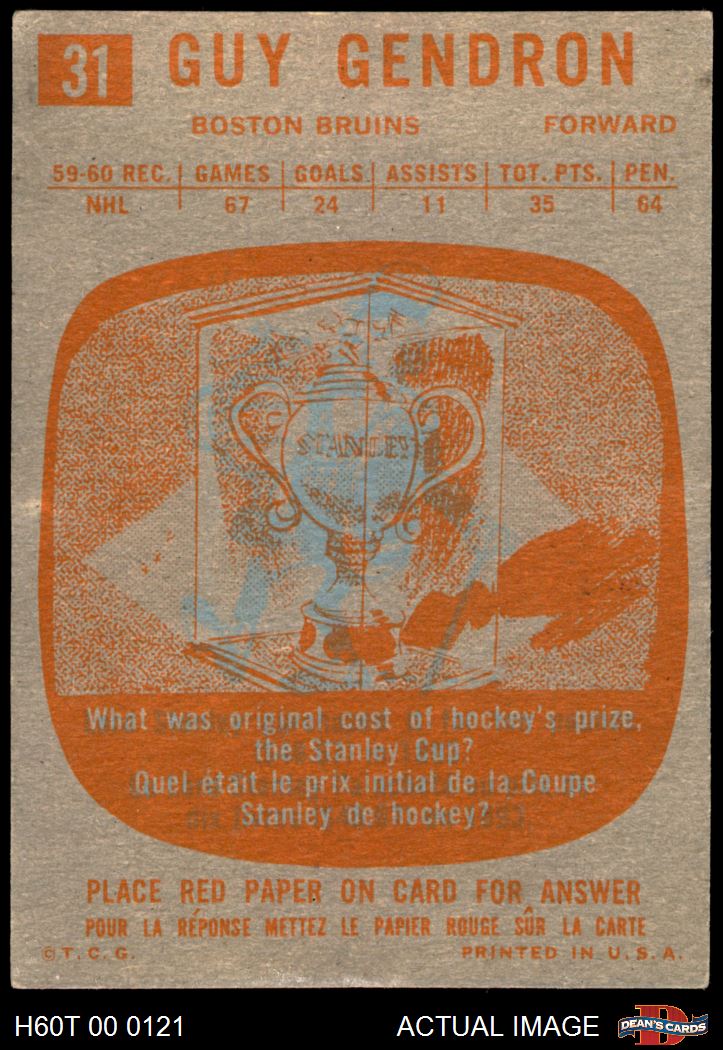 31 GUY GENDRON
BOSTON BRUINS FORWARD
59-60 REC. GAMES GOALS ASSISTS TOT. PTS. PEN.
NHL 67 24 11 35 64
STANLEY
What was original cost of hockey's prize,
the Stanley Cup?
Quel était le prix initial de la Coupe
Stanley de hockey?
PLACE RED PAPER ON CARD FOR ANSWER
POUR LA RÉPONSE METTEZ LE PAPIER ROUGE SÛR LA CARTE
© T. C. G. PRINTED IN U. S. A.
H60T 00 0121 ACTUAL IMAGE D DEAN'S CARDS